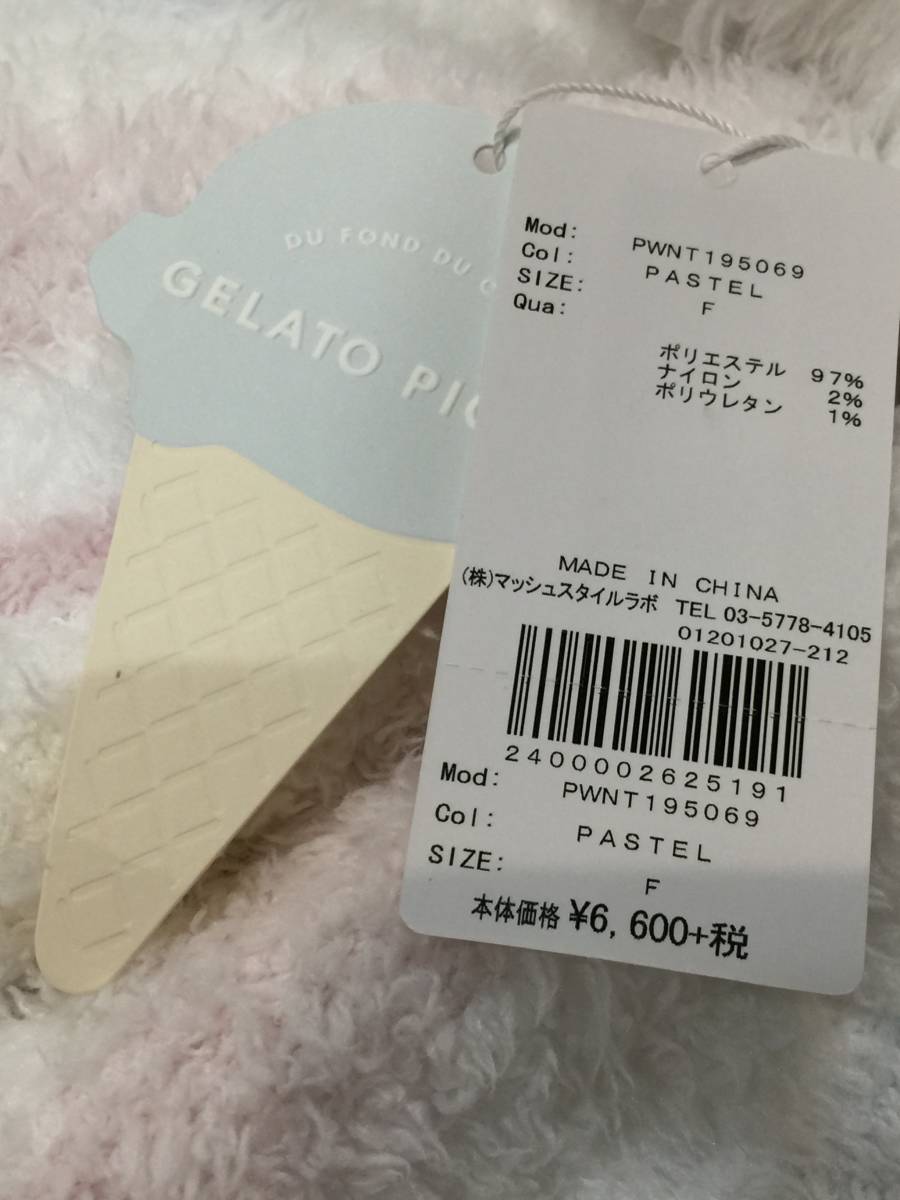 DU FOND DU
GELATO
Mod: PWNT195069
Col: PASTEL
SIZE: F
Qua:
ポリエステル 97%
ナイロン 2%
ポリウレタン 1%
MADE IN CHINA
(株)マッシュスタイルラボ TEL 03-5778-4105
01201027-212
2400002625191
Mod: PWNT195069
Col: PASTEL
SIZE: F
本体価格 ¥6,600+税